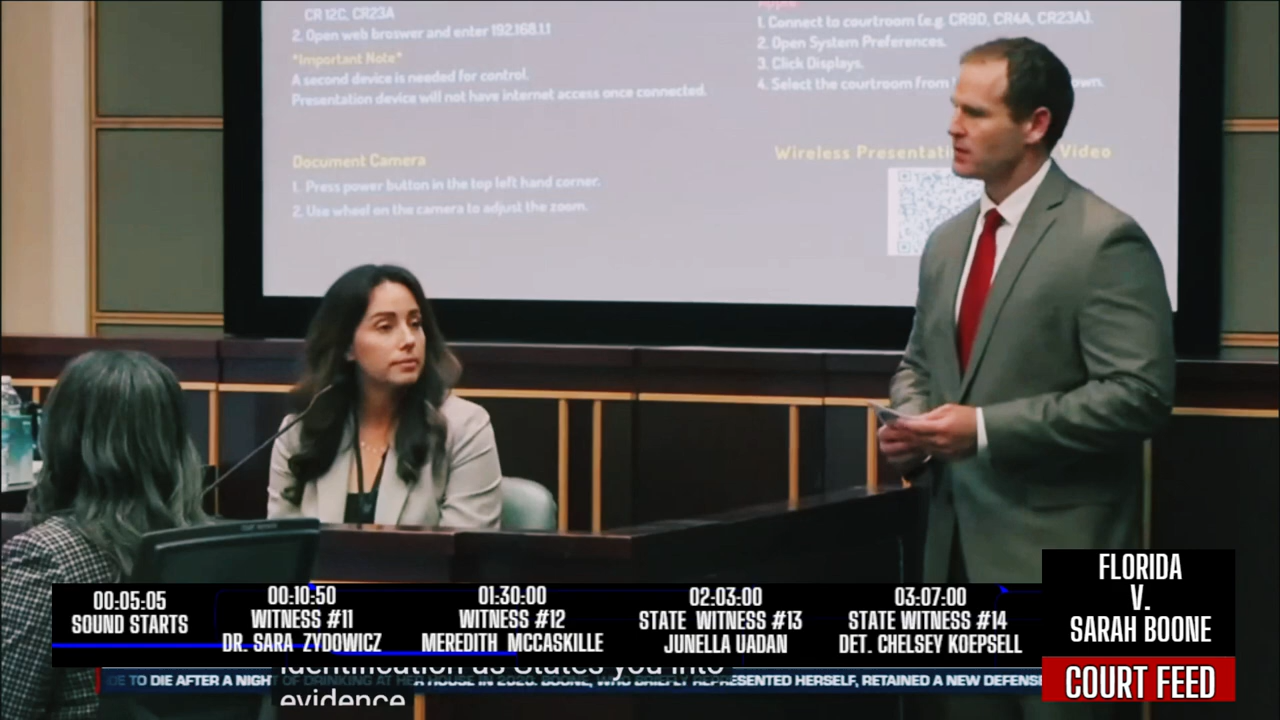 CR 12C, CR23A
2. Open web broswer and enter 192.168.1.1
*Important Note*
A second device is needed for control.
Presentation device will not have internet access once connected.
Document Camera
1. Press power button in the top left hand corner.
2. Use wheel on the camera to adjust the zoom.
Apple
1. Connect to courtroom (e.g. CR9D, CR4A, CR23A).
2. Open System Preferences.
3. Click Displays.
4. Select the courtroom from
Wireless Video
00:05:05
SOUND STARTS
00:10:50
WITNESS #11
DR. SARA ZYDOWICZ
01:30:00
WITNESS #12
MEREDITH MCCASKILLE
02:03:00
STATE WITNESS #13
JUNELLA UADAN
03:07:00
STATE WITNESS #14
DET. CHELSEY KOEPSELL
FLORIDA
V.
SARAH BOONE
COURT FEED
identification as States you into
evidence
TO DIE AFTER A NIGHT OF DRINKING AT HER HOUSE IN 2020. BOONE, WHO BRIEFLY REPRESENTED HERSELF, RETAINED A NEW DEFENS